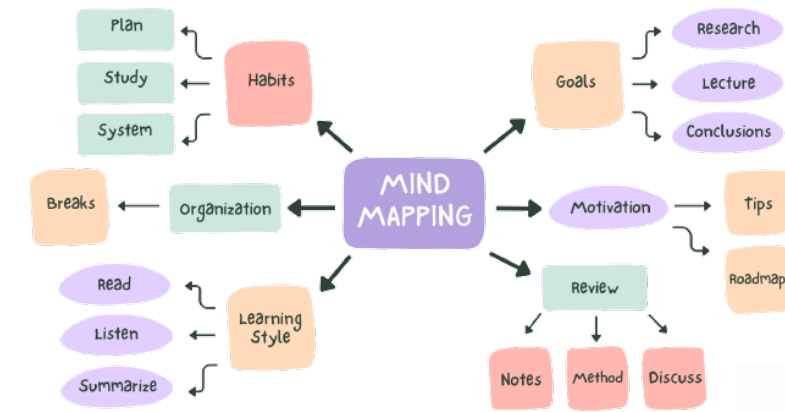 Plan
Study
System
Habits
Goals
Research
Lecture
Conclusions
MIND
MAPPING
Breaks
Organization
Motivation
Tips
Roadmap
Read
Listen
Summarize
Learning
Style
Review
Notes
Method
Discuss